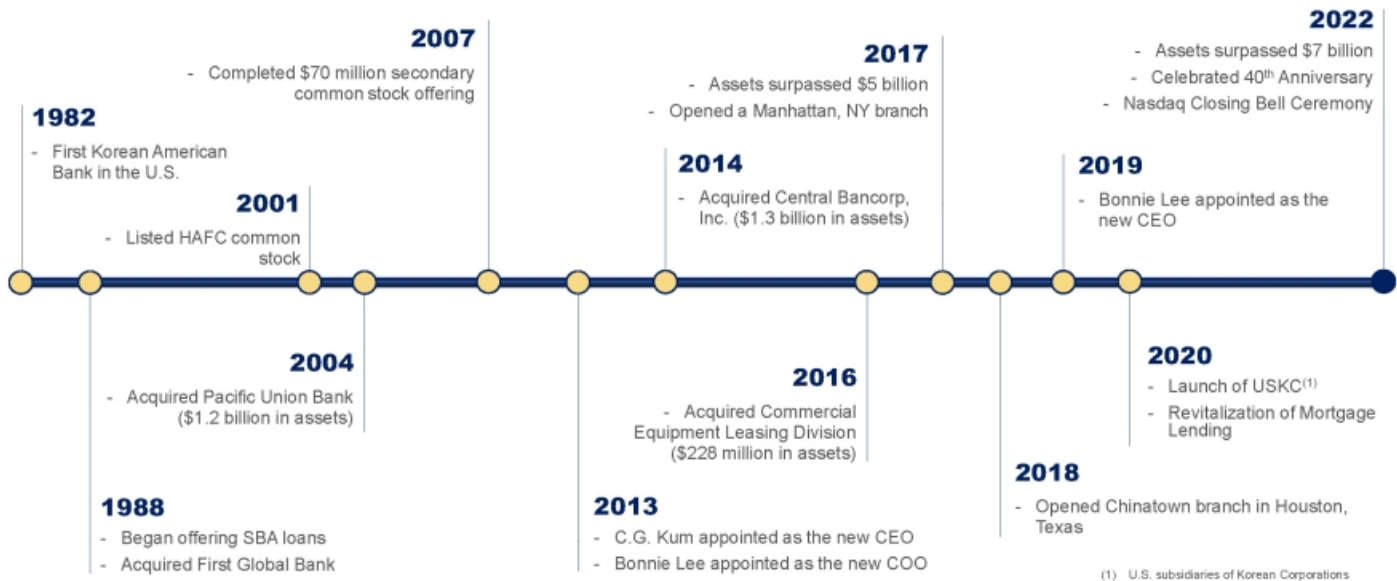 1982
- First Korean American
Bank in the U.S.
1988
- Began offering SBA loans
- Acquired First Global Bank
2001
- Listed HAFC common
stock
2004
- Acquired Pacific Union Bank
($1.2 billion in assets)
2007
- Completed $70 million secondary
common stock offering
2013
- C.G. Kum appointed as the new CEO
- Bonnie Lee appointed as the new COO
2014
- Acquired Central Bancorp,
Inc. ($1.3 billion in assets)
2016
- Acquired Commercial
Equipment Leasing Division
($228 million in assets)
2017
- Assets surpassed $5 billion
- Opened a Manhattan, NY branch
2018
- Opened Chinatown branch in Houston,
Texas
2019
- Bonnie Lee appointed as the
new CEO
2020
- Launch of USKC(1)
- Revitalization of Mortgage
Lending
2022
- Assets surpassed $7 billion
- Celebrated 40th Anniversary
- Nasdaq Closing Bell Ceremony
(1) U.S. subsidiaries of Korean Corporations